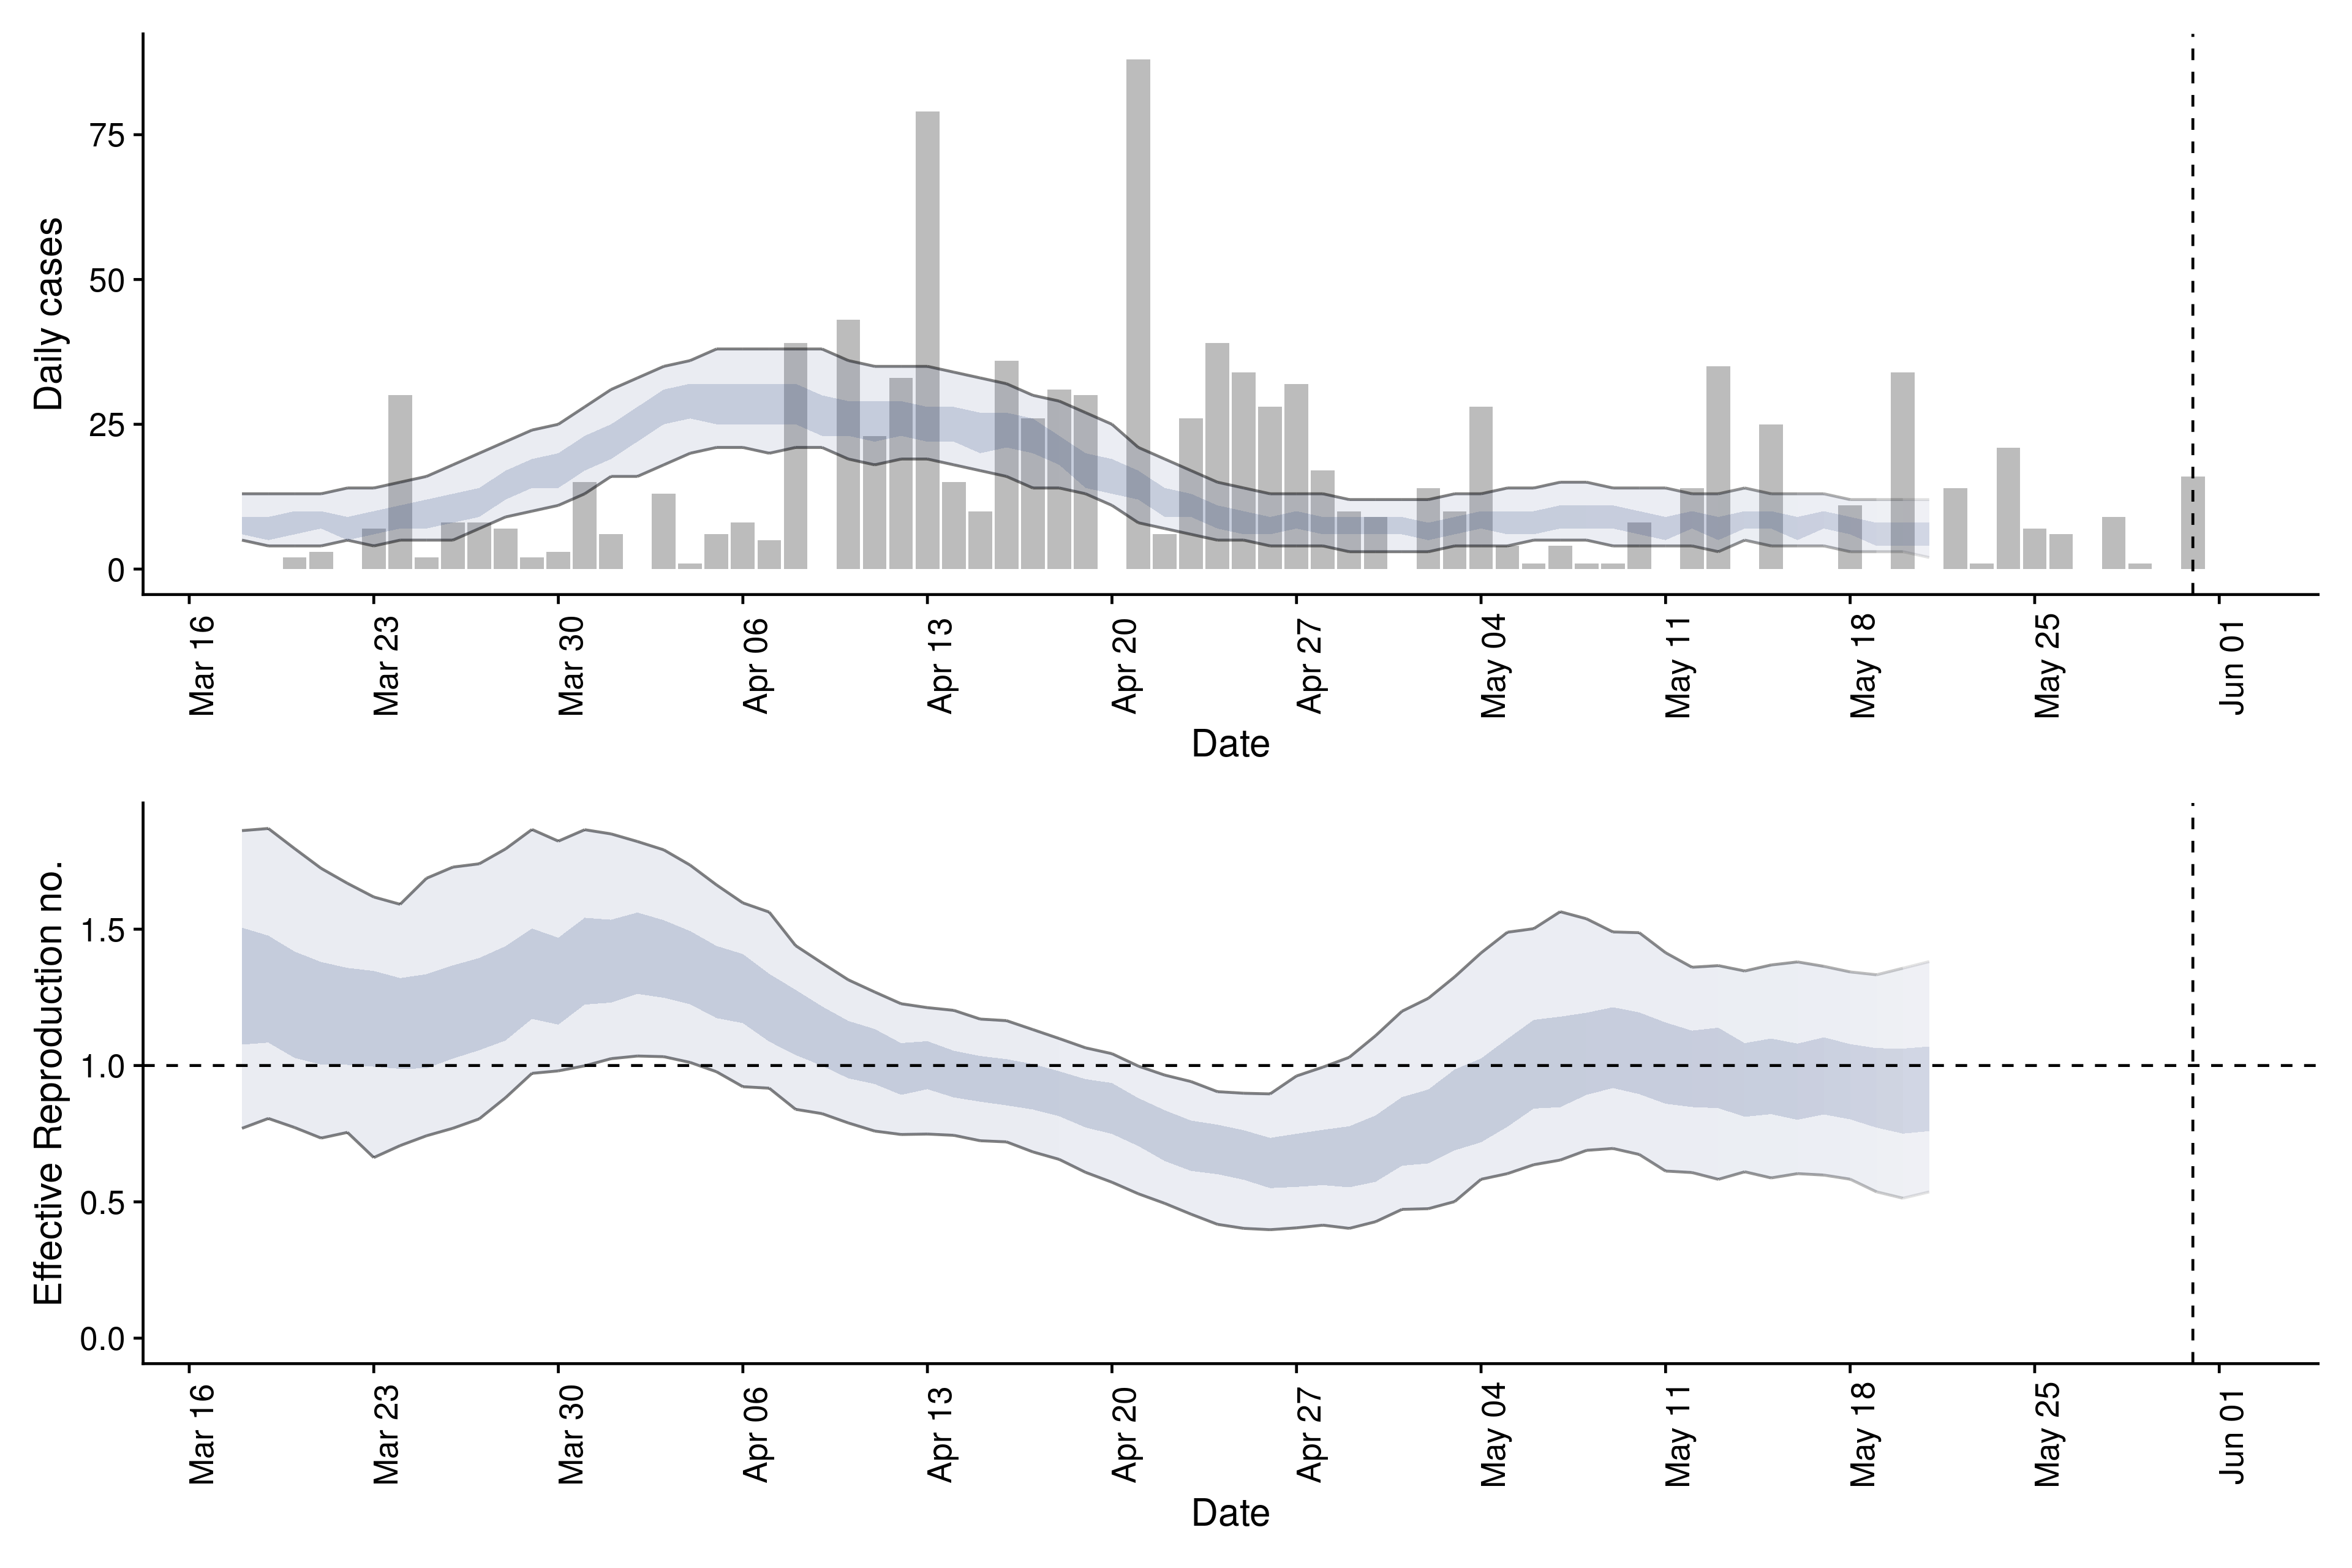 Daily cases
75
50
25
0
Mar 16
Mar 23
Mar 30
Apr 06
Apr 13
Apr 20
Apr 27
May 04
May 11
May 18
May 25
Jun 01
Date
Effective Reproduction no.
1.5
1.0
0.5
0.0
Mar 16
Mar 23
Mar 30
Apr 06
Apr 13
Apr 20
Apr 27
May 04
May 11
May 18
May 25
Jun 01
Date